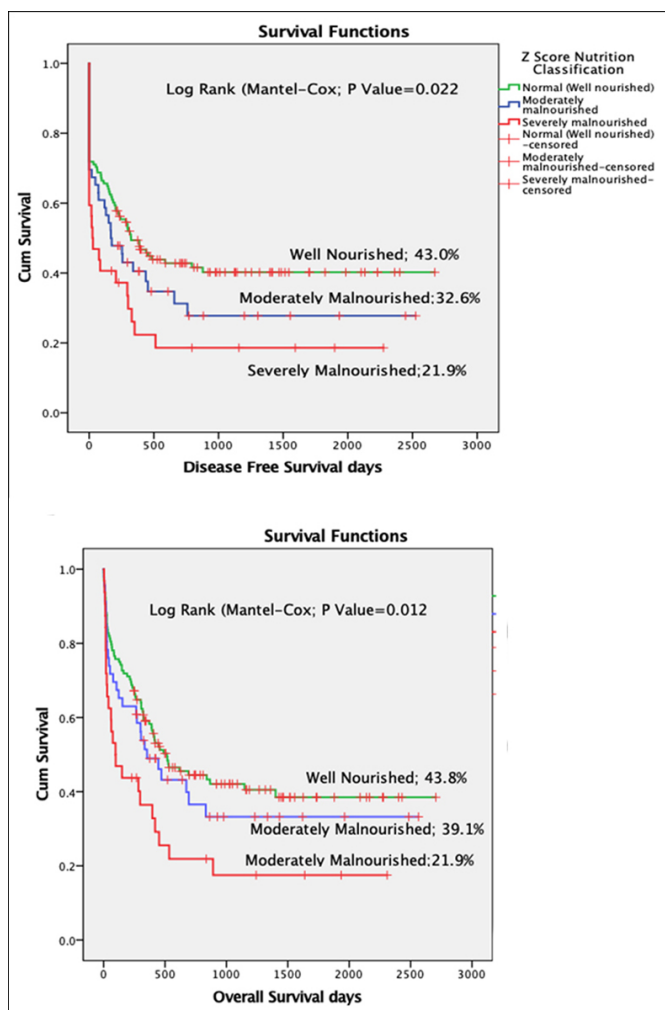 Survival Functions
Log Rank (Mantel-Cox; P Value=0.022
Z Score Nutrition
Classification
Normal (Well nourished)
Moderately
malnourished
Severely malnourished
Normal (Well nourished)
-censored
Moderately
malnourished-censored
Severely malnourished-
censored
1.0
0.8
0.6
0.4
0.2
0.0
Cum Survival
Well Nourished; 43.0%
Moderately Malnourished;32.6%
Severely Malnourished;21.9%
0 500 1000 1500 2000 2500 3000
Disease Free Survival days
Survival Functions
Log Rank (Mantel-Cox; P Value=0.012
1.0
0.8
0.6
0.4
0.2
0.0
Cum Survival
Well Nourished; 43.8%
Moderately Malnourished; 39.1%
Moderately Malnourished;21.9%
0 500 1000 1500 2000 2500 3000
Overall Survival days